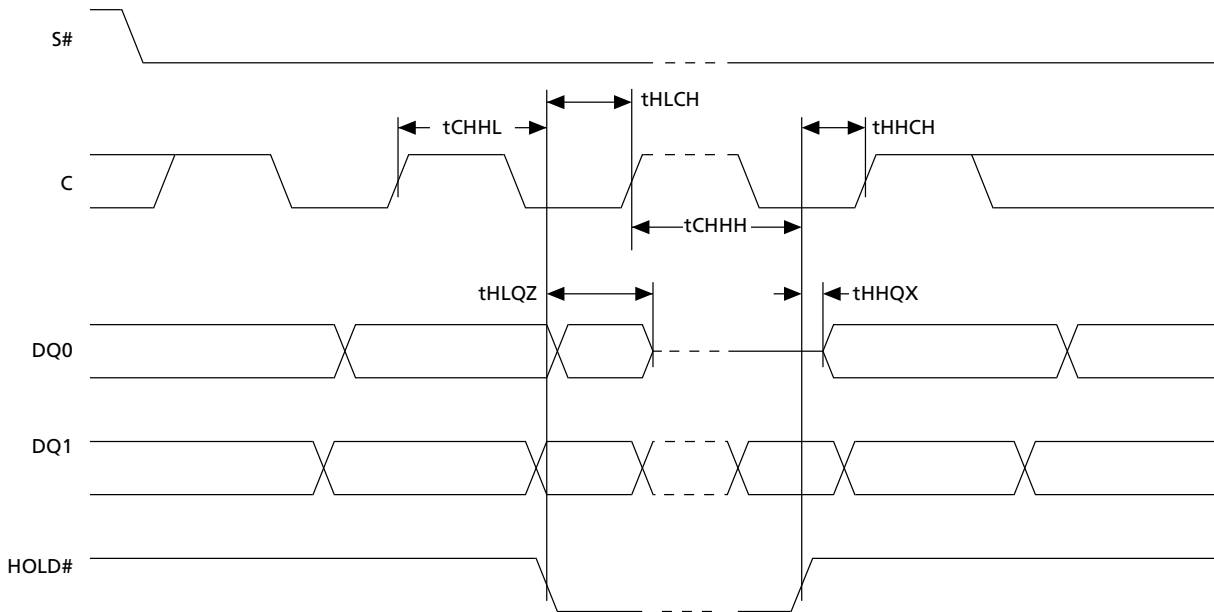 S#
tHLCH
tCHHL
tHHCH
C
tCHHH
tHLQZ
tHHQX
DQ0
DQ1
HOLD#